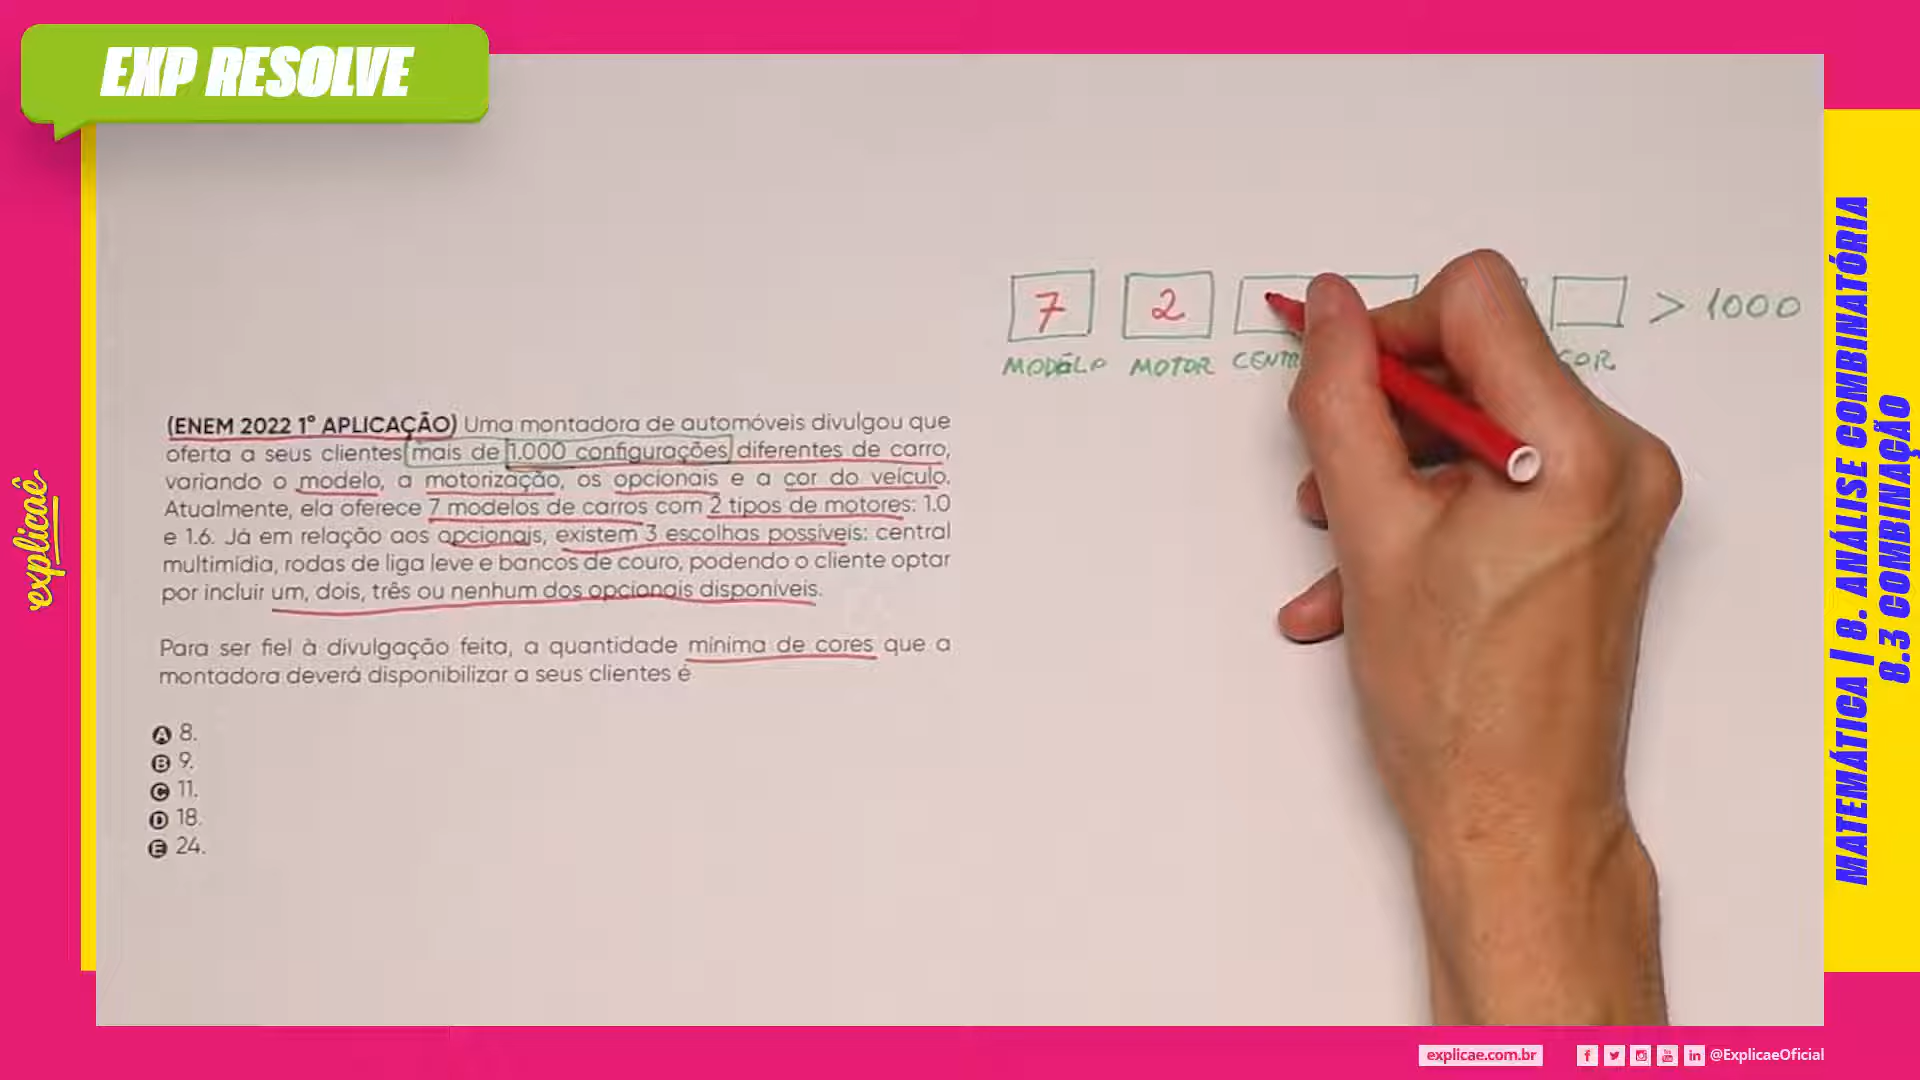 EXP RESOLVE
7 2 > 1000
MODELO MOTOR CENTR COR
(ENEM 2022 1° APLICAÇÃO) Uma montadora de automóveis divulgou que
oferta a seus clientes mais de 1.000 configurações diferentes de carro,
variando o modelo, a motorização, os opcionais e a cor do veículo.
Atualmente, ela oferece 7 modelos de carros com 2 tipos de motores: 1.0
e 1.6. Já em relação aos opcionais, existem 3 escolhas possíveis: central
multimídia, rodas de liga leve e bancos de couro, podendo o cliente optar
por incluir um, dois, três ou nenhum dos opcionais disponíveis.
Para ser fiel à divulgação feita, a quantidade mínima de cores que a
montadora deverá disponibilizar a seus clientes é
A 8.
B 9.
C 11.
D 18.
E 24.
explicaê
MATEMÁTICA | 8. ANÁLISE COMBINATÓRIA
8.3 COMBINAÇÃO
explicae.com.br
@ExplicaeOficial